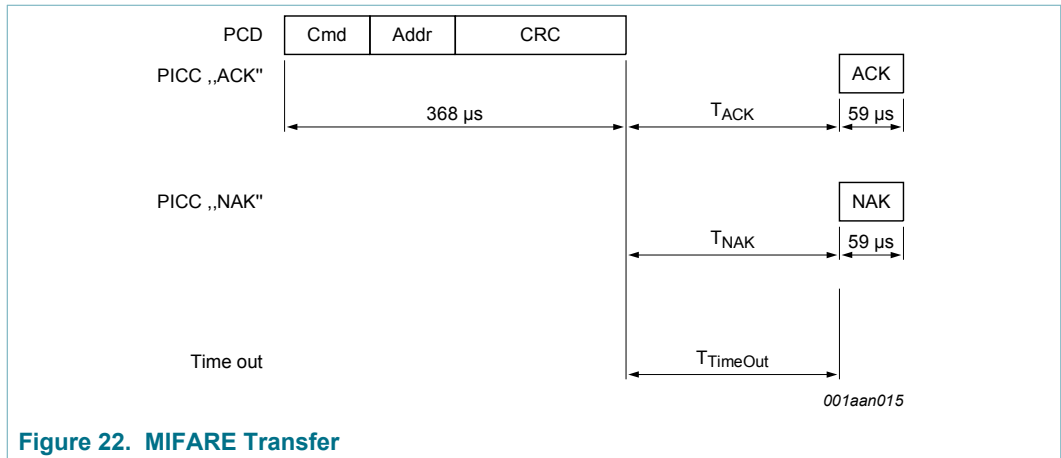 PCD Cmd Addr CRC
PICC ,,ACK" ACK
368 µs TACK 59 µs
PICC ,,NAK" NAK
TNAK 59 µs
Time out TTimeOut
001aan015
Figure 22. MIFARE Transfer